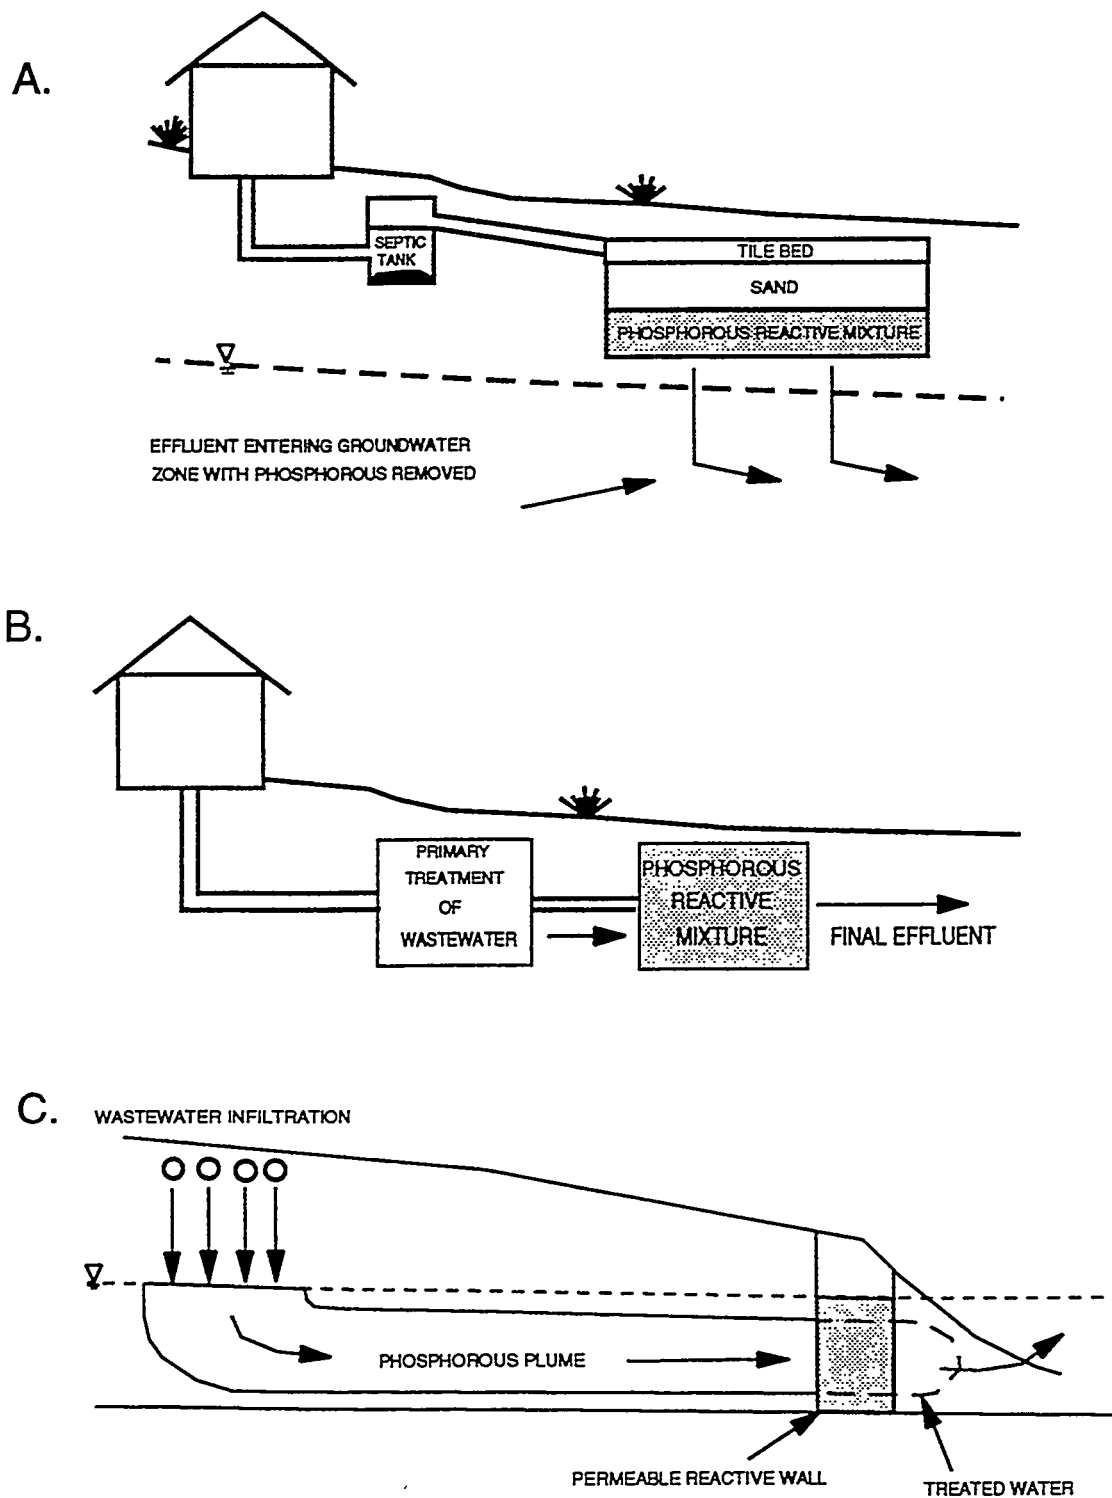 A.
SEPTIC
TANK
TILE BED
SAND
PHOSPHOROUS REACTIVE MIXTURE
EFFLUENT ENTERING GROUNDWATER
ZONE WITH PHOSPHOROUS REMOVED
B.
PRIMARY
TREATMENT
OF
WASTEWATER
PHOSPHOROUS
REACTIVE
MIXTURE
FINAL EFFLUENT
C.
WASTEWATER INFILTRATION
PHOSPHOROUS PLUME
PERMEABLE REACTIVE WALL
TREATED WATER